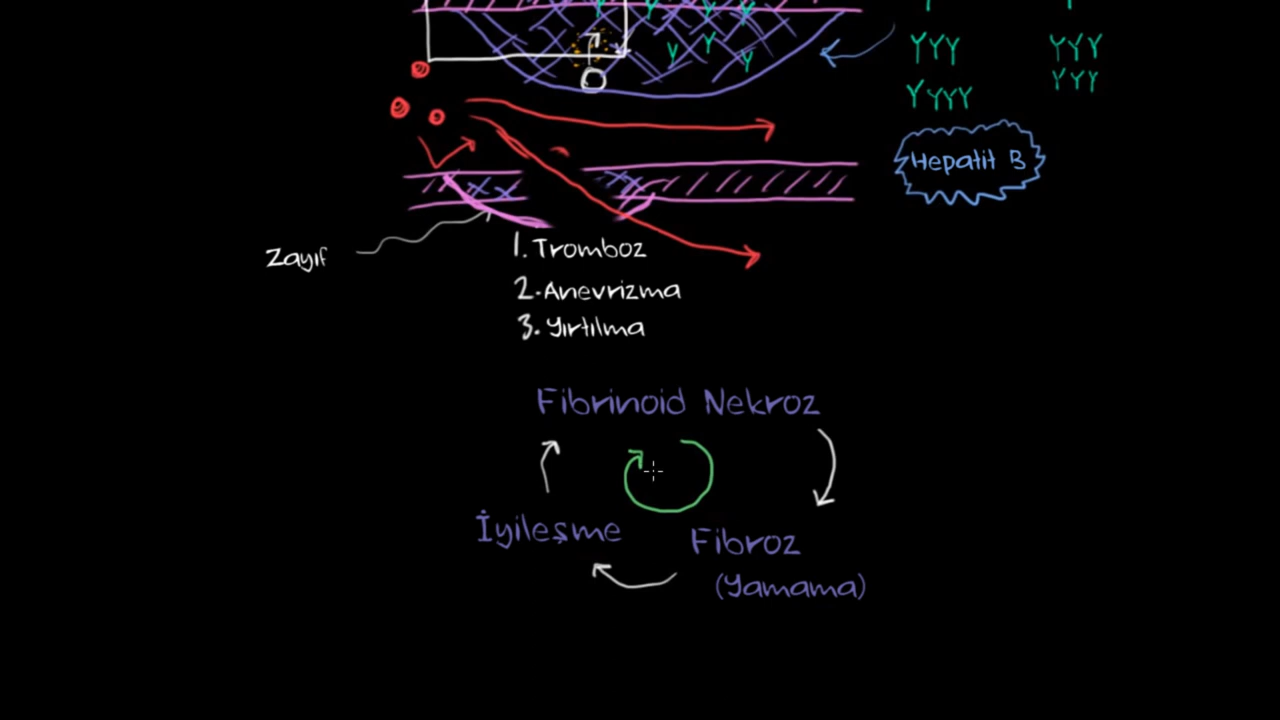 Hepatit B
Zayıf
1. Tromboz
2. Anevrizma
3. Yırtılma
Fibrinoid Nekroz
İyileşme
Fibroz
(Yamama)